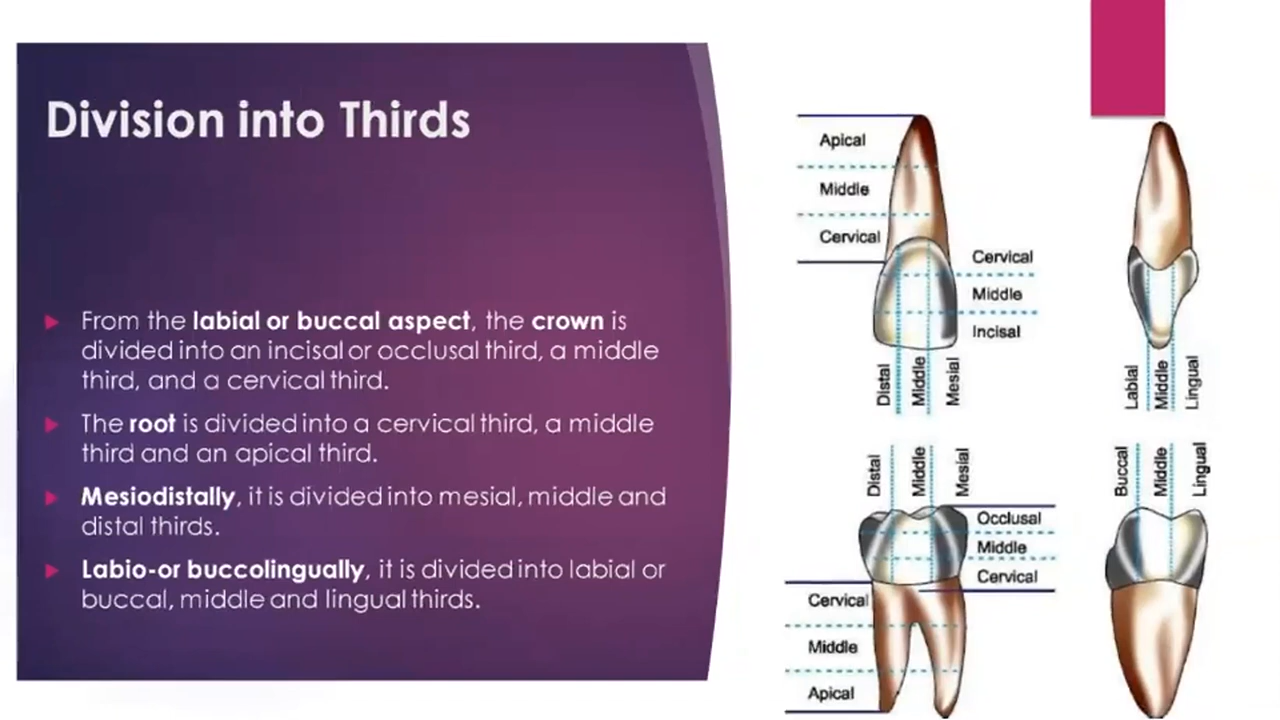 Division into Thirds
From the labial or buccal aspect, the crown is
divided into an incisal or occlusal third, a middle
third, and a cervical third.
The root is divided into a cervical third, a middle
third and an apical third.
Mesiodistally, it is divided into mesial, middle and
distal thirds.
Labio-or buccolingually, it is divided into labial or
buccal, middle and lingual thirds.
Apical
Middle
Cervical
Cervical
Middle
Incisal
Distal
Middle
Mesial
Labial
Middle
Lingual
Distal
Middle
Mesial
Buccal
Middle
Lingual
Occlusal
Middle
Cervical
Cervical
Middle
Apical